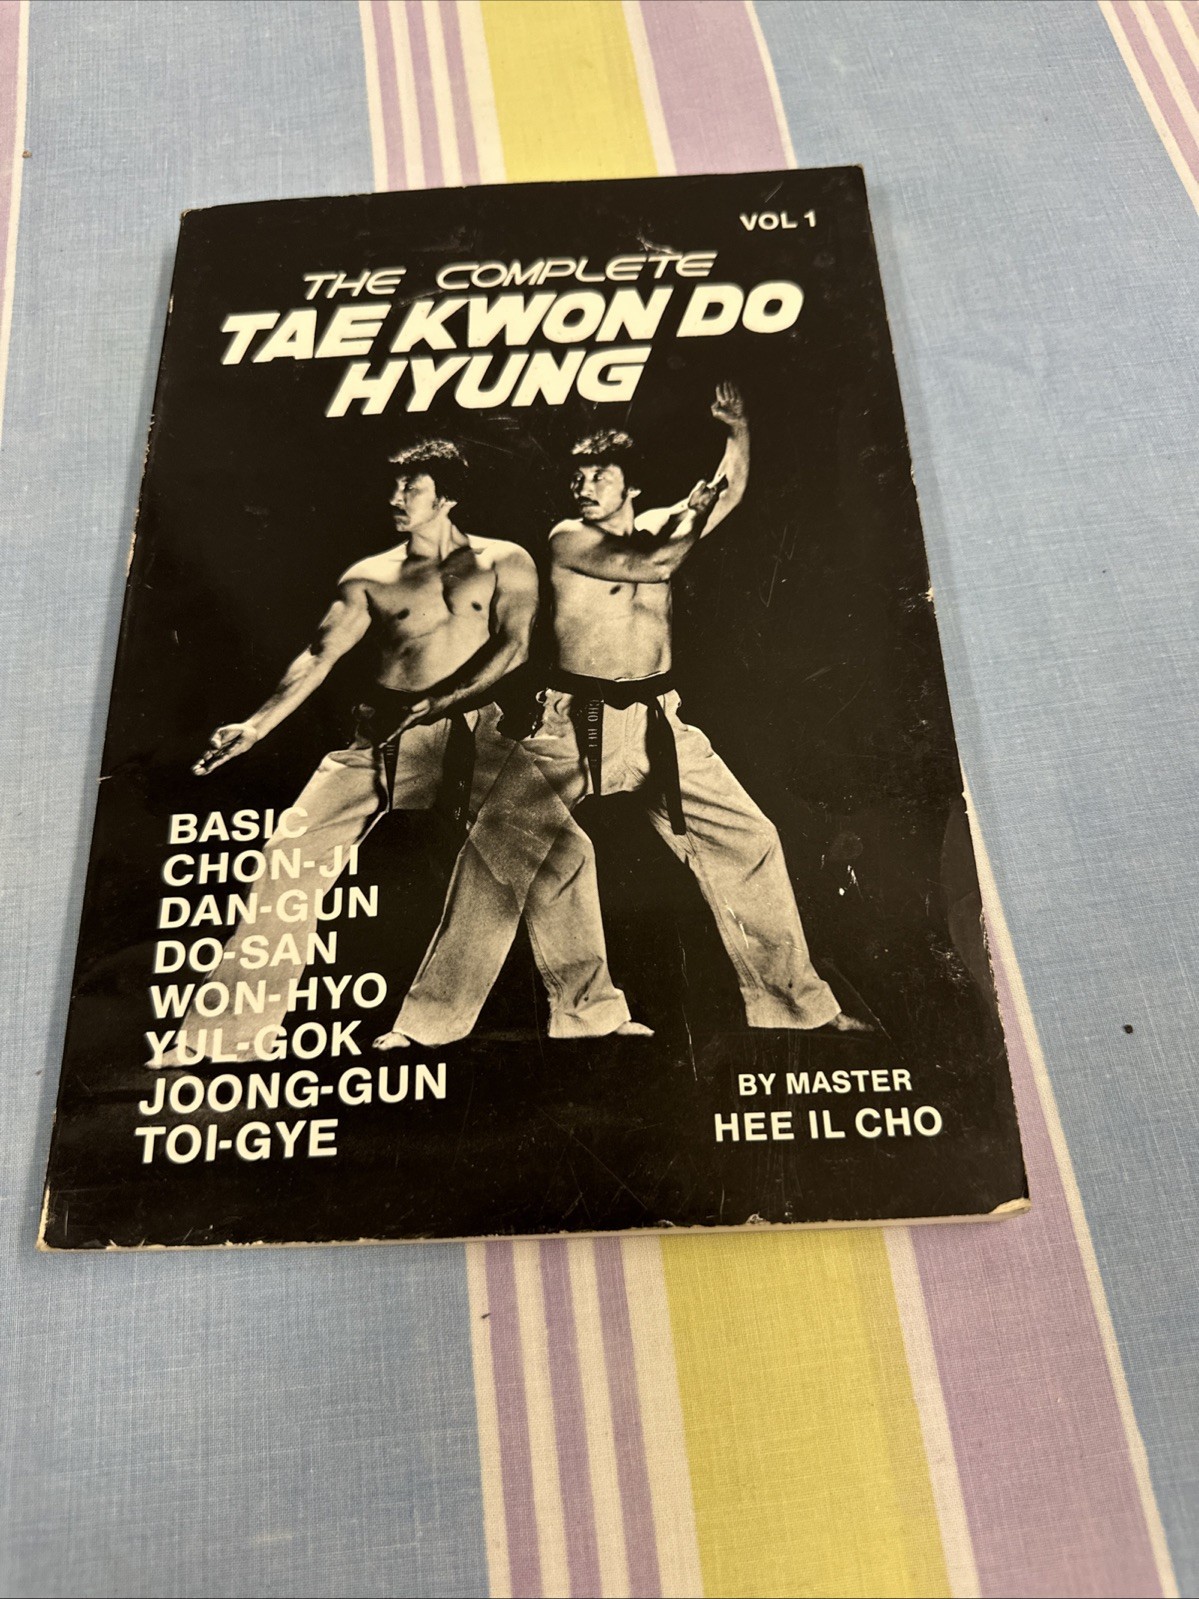 VOL 1
THE COMPLETE
TAE KWON DO
HYUNG
BASIC
CHON-JI
DAN-GUN
DO-SAN
WON-HYO
YUL-GOK
JOONG-GUN
TOI-GYE
BY MASTER
HEE IL CHO